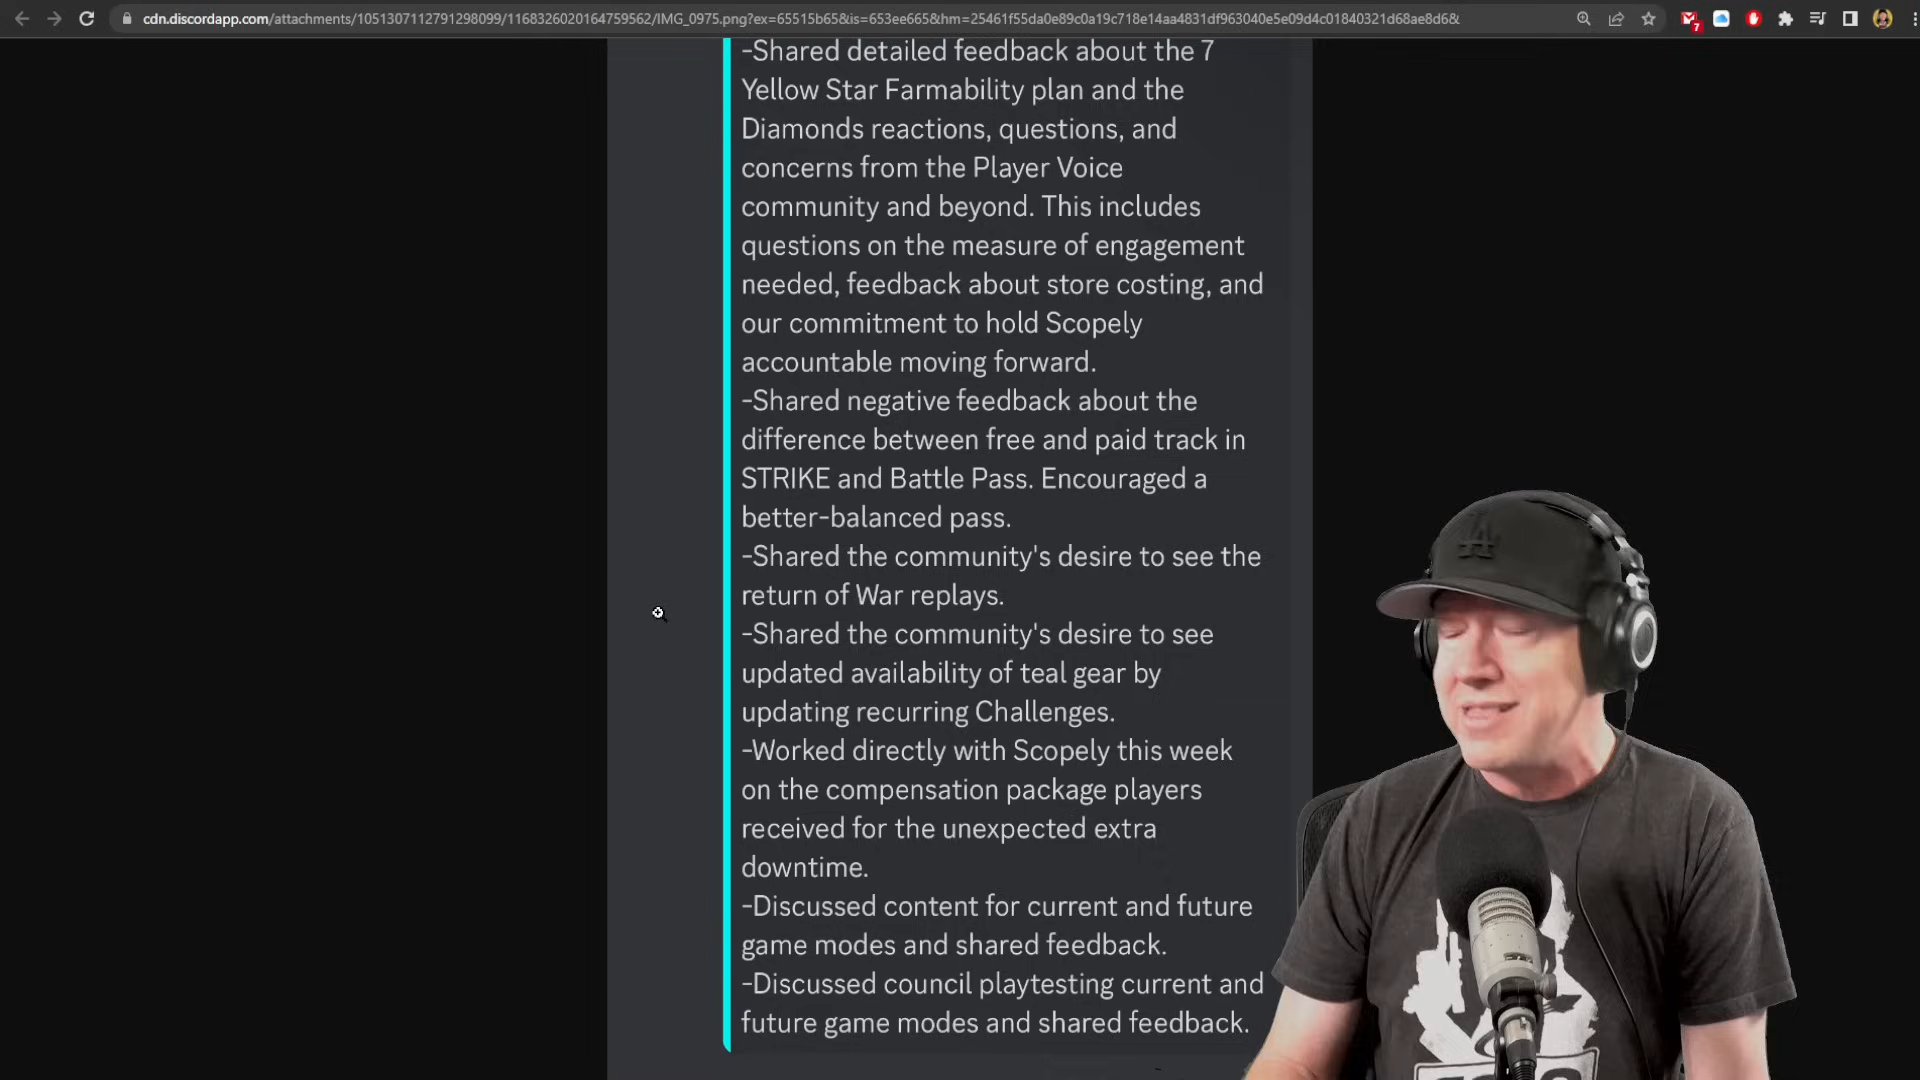 cdn.discordapp.com/attachments/1051307112791298099/1168326020164759562/IMG_0975.png?ex=65515b65&is=653ee665&hm=25461f55da0e89c0a19c718e14aa4831df963040e5e09d4c01840321d68ae8d6&
7
-Shared detailed feedback about the 7
Yellow Star Farmability plan and the
Diamonds reactions, questions, and
concerns from the Player Voice
community and beyond. This includes
questions on the measure of engagement
needed, feedback about store costing, and
our commitment to hold Scopely
accountable moving forward.
-Shared negative feedback about the
difference between free and paid track in
STRIKE and Battle Pass. Encouraged a
better-balanced pass.
-Shared the community's desire to see the
return of War replays.
-Shared the community's desire to see
updated availability of teal gear by
updating recurring Challenges.
-Worked directly with Scopely this week
on the compensation package players
received for the unexpected extra
downtime.
-Discussed content for current and future
game modes and shared feedback.
-Discussed council playtesting current and
future game modes and shared feedback.
LA